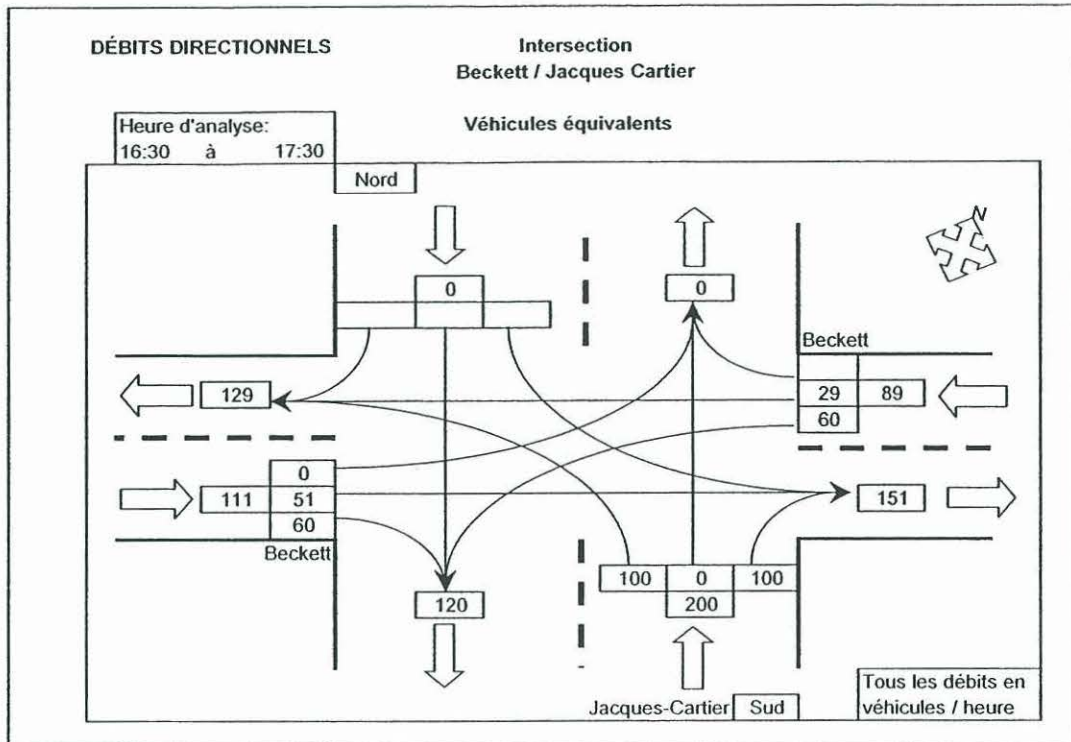 DÉBITS DIRECTIONNELS
Intersection
Beckett / Jacques Cartier
Véhicules équivalents
Heure d'analyse:
16:30 à 17:30
Nord
N
0
0
Beckett
129
29 89
60
0
111 51
60
151
Beckett
100 0 100
120
200
Jacques-Cartier Sud
Tous les débits en
véhicules / heure